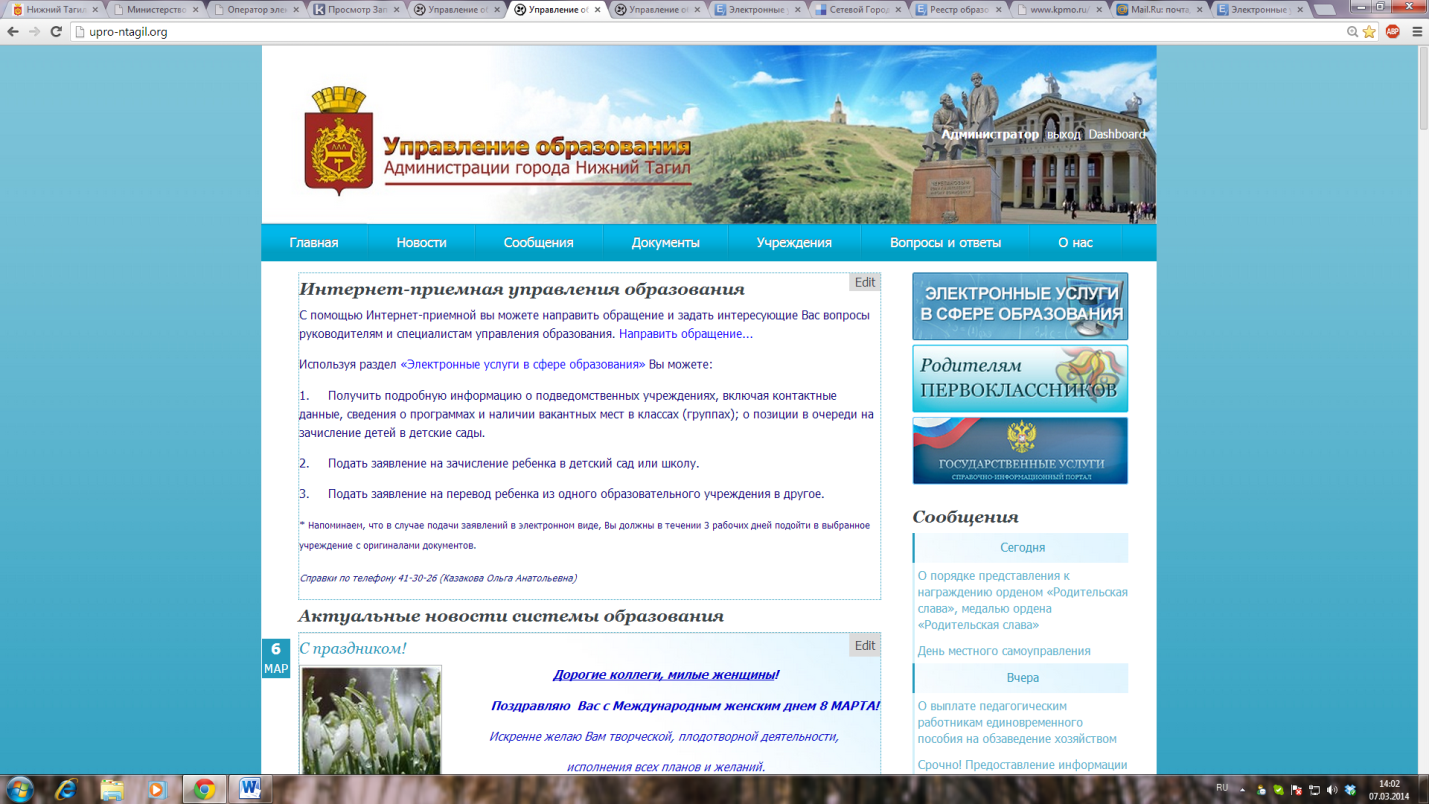 Нижний Таги
Министерство
Оператор эле
Просмотр Зап
Управление об
Управление об
Управление об
Электронные
Сетевой Город
Реестр образо
www.kpmo.ru/
Mail.Ru: почта
Электронные у
upro-ntagil.org
ABP
Управление образования
Администрации города Нижний Тагил
Администратор выход Dashboard
Главная Новости Сообщения Документы Учреждения Вопросы и ответы О нас
Edit
Интернет-приемная управления образования
С помощью Интернет-приемной вы можете направить обращение и задать интересующие Вас вопросы
руководителям и специалистам управления образования. Направить обращение...
Используя раздел «Электронные услуги в сфере образования» Вы можете:
1. Получить подробную информацию о подведомственных учреждениях, включая контактные
данные, сведения о программах и наличии вакантных мест в классах (группах); о позиции в очереди на
зачисление детей в детские сады.
2. Подать заявление на зачисление ребенка в детский сад или школу.
3. Подать заявление на перевод ребенка из одного образовательного учреждения в другое.
* Напоминаем, что в случае подачи заявлений в электронном виде, Вы должны в течении 3 рабочих дней подойти в выбранное
учреждение с оригиналами документов.
Справки по телефону 41-30-26 (Казакова Ольга Анатольевна)
Актуальные новости системы образования
6
МАР
С праздником!
Edit
Дорогие коллеги, милые женщины!
Поздравляю Вас с Международным женским днем 8 МАРТА!
Искренне желаю Вам творческой, плодотворной деятельности,
исполнения всех планов и желаний.
ЭЛЕКТРОННЫЕ УСЛУГИ
В СФЕРЕ ОБРАЗОВАНИЯ
Родителям
ПЕРВОКЛАССНИКОВ
ГОСУДАРСТВЕННЫЕ УСЛУГИ
СПРАВОЧНО-ИНФОРМАЦИОННЫЙ ПОРТАЛ
Сообщения
Сегодня
О порядке представления к
награждению орденом «Родительская
слава», медалью ордена
«Родительская слава»
День местного самоуправления
Вчера
О выплате педагогическим
работникам единовременного
пособия на обзаведение хозяйством
Срочно! Предоставление информации
RU
14:02
07.03.2014